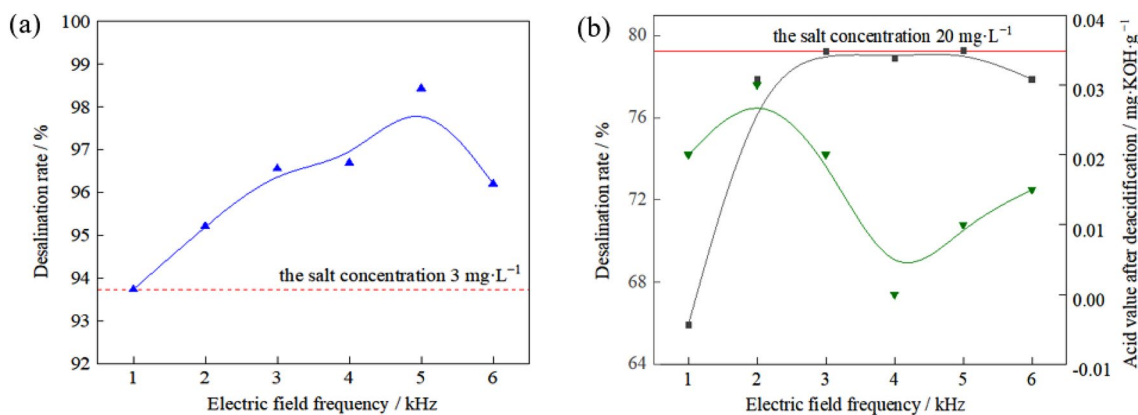 (a)
100
99
98
97
96
95
94
93
92
Desalination rate / %
the salt concentration 3 mg·L⁻¹
1 2 3 4 5 6
Electric field frequency / kHz
(b)
80
76
72
68
64
Desalination rate / %
the salt concentration 20 mg·L⁻¹
0.04
0.03
0.02
0.01
0.00
-0.01
Acid value after deacidification / mg·KOH·g⁻¹
1 2 3 4 5 6
Electric field frequency / kHz